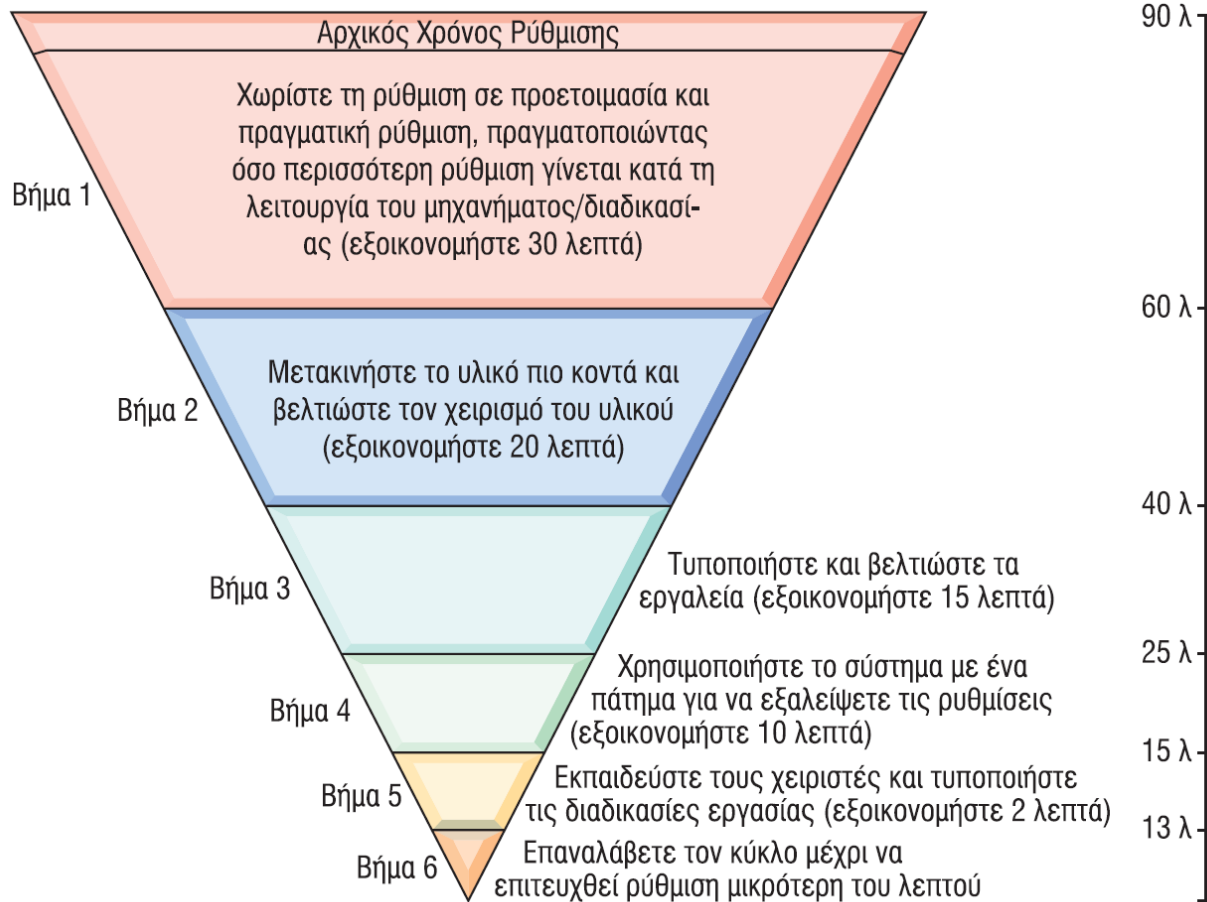 Αρχικός Χρόνος Ρύθμισης
90 λ
Βήμα 1
Χωρίστε τη ρύθμιση σε προετοιμασία και
πραγματική ρύθμιση, πραγματοποιώντας
όσο περισσότερη ρύθμιση γίνεται κατά τη
λειτουργία του μηχανήματος/διαδικασί-
ας (εξοικονομήστε 30 λεπτά)
60 λ
Βήμα 2
Μετακινήστε το υλικό πιο κοντά και
βελτιώστε τον χειρισμό του υλικού
(εξοικονομήστε 20 λεπτά)
40 λ
Βήμα 3
Τυποποιήστε και βελτιώστε τα
εργαλεία (εξοικονομήστε 15 λεπτά)
25 λ
Βήμα 4
Χρησιμοποιήστε το σύστημα με ένα
πάτημα για να εξαλείψετε τις ρυθμίσεις
(εξοικονομήστε 10 λεπτά)
15 λ
Βήμα 5
Εκπαιδεύστε τους χειριστές και τυποποιήστε
τις διαδικασίες εργασίας (εξοικονομήστε 2 λεπτά)
13 λ
Βήμα 6
Επαναλάβετε τον κύκλο μέχρι να
επιτευχθεί ρύθμιση μικρότερη του λεπτού